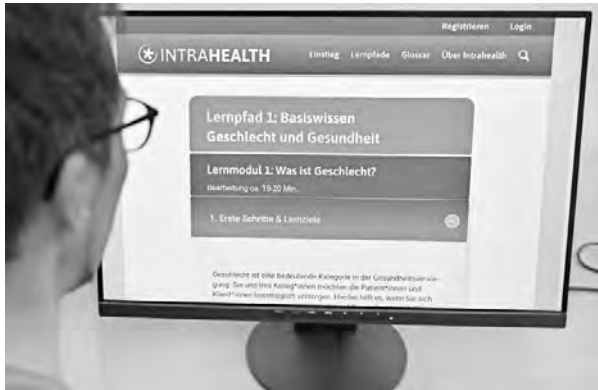 Registrieren Login
INTRAHEALTH Einstieg Lernpfade Glossar Über Intrahealth
Lernpfad 1: Basiswissen
Geschlecht und Gesundheit
Lernmodul 1: Was ist Geschlecht?
Bearbeitung ca. 15-20 Min.
1. Erste Schritte & Lernziele
Geschlecht ist eine bedeutende Kategorie in der Gesundheitsversor-
gung. Sie und Ihre Kolleg*innen möchten die Patient*innen und
Klient*innen bestmöglich versorgen. Hierbei hilft es, wenn Sie sich